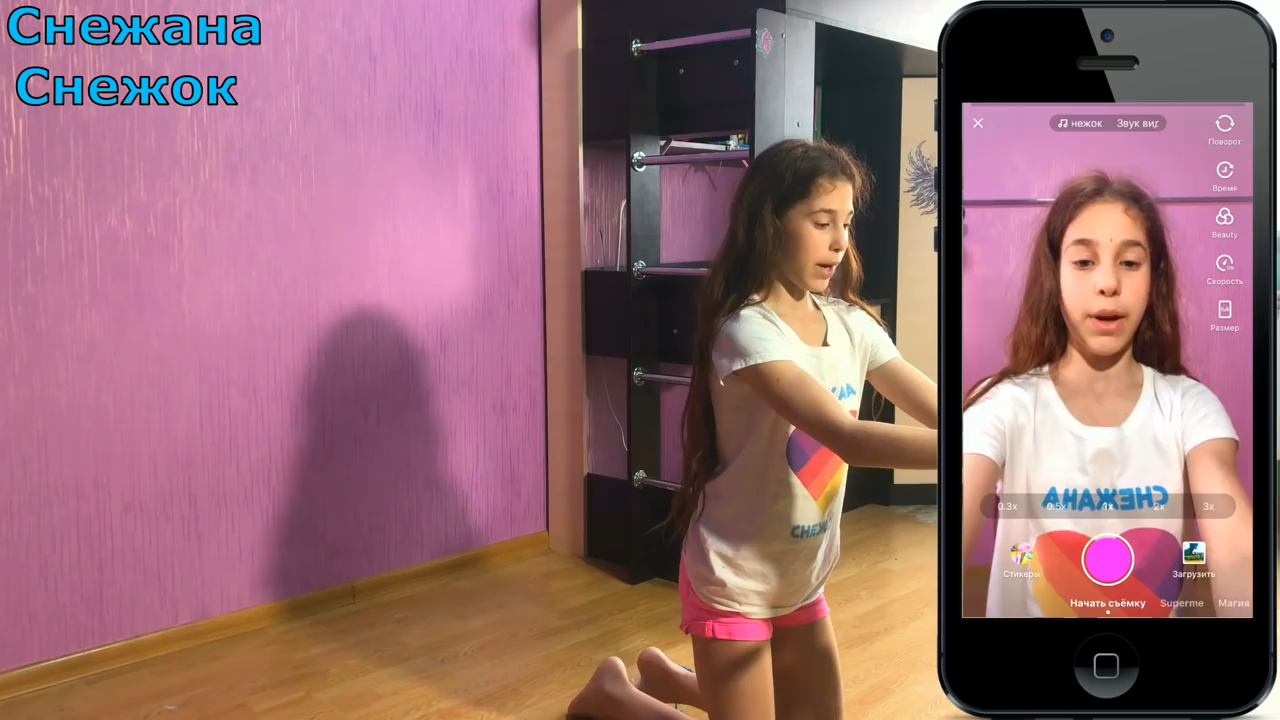 Снежана
Снежок
нежок Звук вид
Поворот
Время
Beauty
Скорость
Размер
СНЕЖАНА
0.3x 0.5x 1x 2x 3x
Стикеры
Загрузить
Начать съёмку Superme Магия